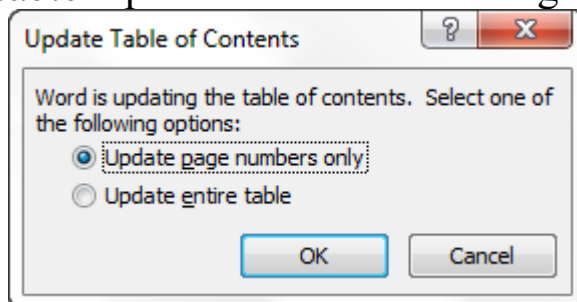 Update Table of Contents
Word is updating the table of contents. Select one of
the following options:
Update page numbers only
Update entire table
OK
Cancel